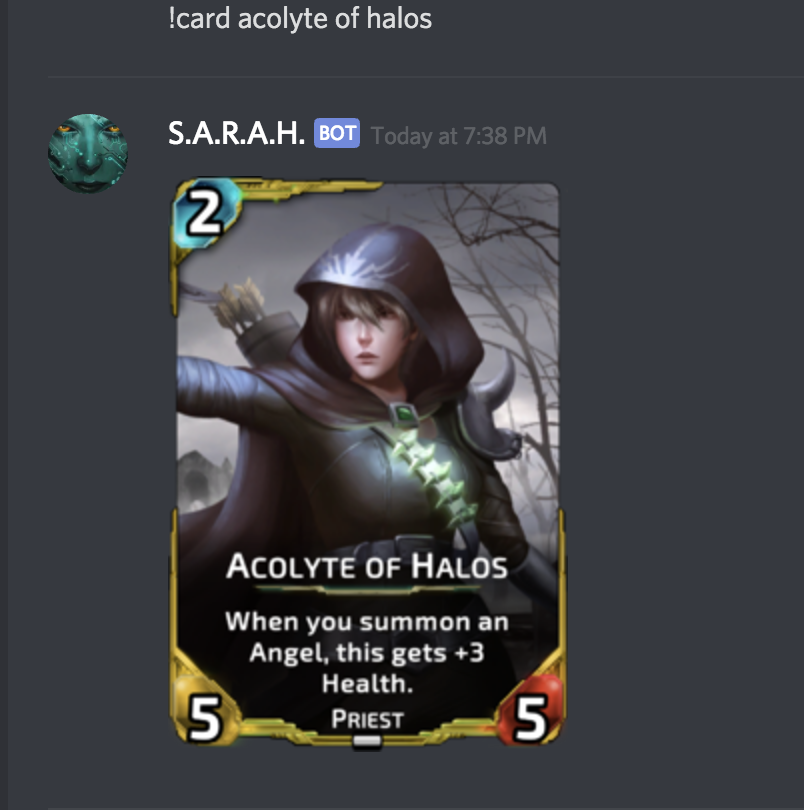 !card acolyte of halos
S.A.R.A.H. BOT Today at 7:38 PM
2
Acolyte of Halos
When you summon an
Angel, this gets +3
Health.
5 Priest 5